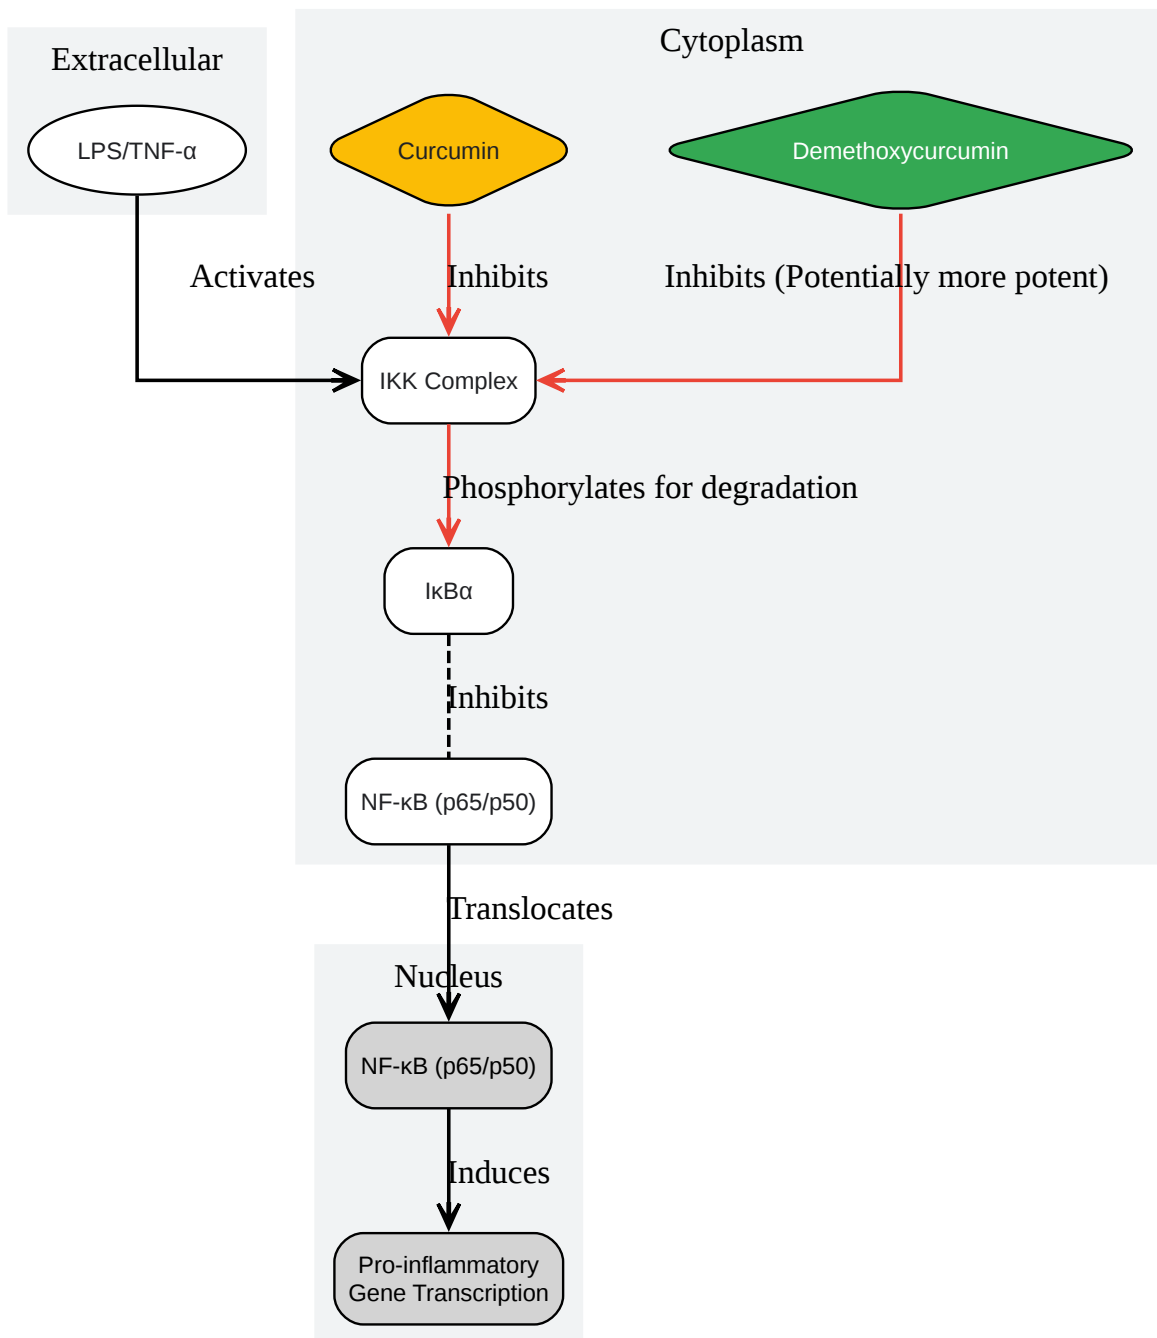 Extracellular
Cytoplasm
LPS/TNF-α
Curcumin
Demethoxycurcumin
Activates
Inhibits
Inhibits (Potentially more potent)
IKK Complex
Phosphorylates for degradation
IκBα
Inhibits
NF-κB (p65/p50)
Translocates
Nucleus
NF-κB (p65/p50)
Induces
Pro-inflammatory
Gene Transcription